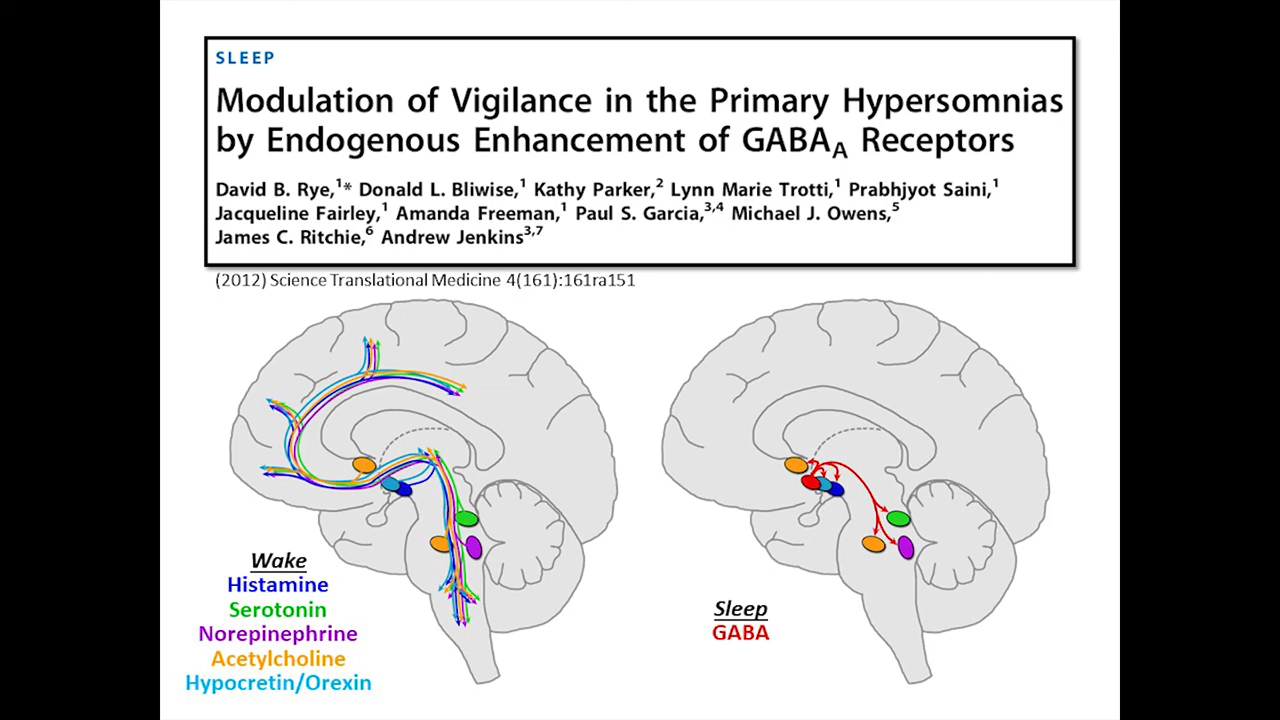 SLEEP
Modulation of Vigilance in the Primary Hypersomnias
by Endogenous Enhancement of GABAA Receptors
David B. Rye,1* Donald L. Bliwise,1 Kathy Parker,2 Lynn Marie Trotti,1 Prabhjyot Saini,1
Jacqueline Fairley,1 Amanda Freeman,1 Paul S. Garcia,3,4 Michael J. Owens,5
James C. Ritchie,6 Andrew Jenkins3,7
(2012) Science Translational Medicine 4(161):161ra151
Wake
Histamine
Serotonin
Norepinephrine
Acetylcholine
Hypocretin/Orexin
Sleep
GABA